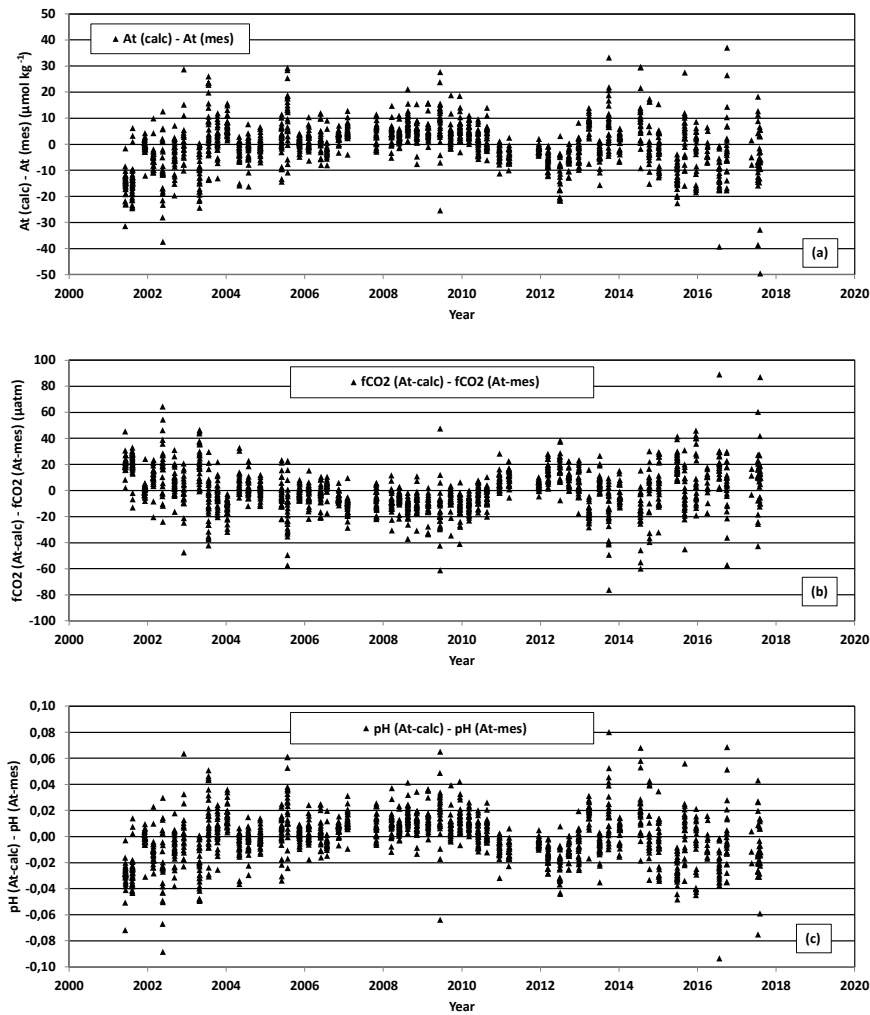 50
40
30
20
10
0
-10
-20
-30
-40
-50
At (calc) - At (mes) (µmol kg⁻¹)
▲ At (calc) - At (mes)
(a)
2000 2002 2004 2006 2008 2010 2012 2014 2016 2018 2020
Year
100
80
60
40
20
0
-20
-40
-60
-80
-100
fCO2 (At-calc) - fCO2 (At-mes) (µatm)
▲ fCO2 (At-calc) - fCO2 (At-mes)
(b)
2000 2002 2004 2006 2008 2010 2012 2014 2016 2018 2020
Year
0,10
0,08
0,06
0,04
0,02
0,00
-0,02
-0,04
-0,06
-0,08
-0,10
pH (At-calc) - pH (At-mes)
▲ pH (At-calc) - pH (At-mes)
(c)
2000 2002 2004 2006 2008 2010 2012 2014 2016 2018 2020
Year